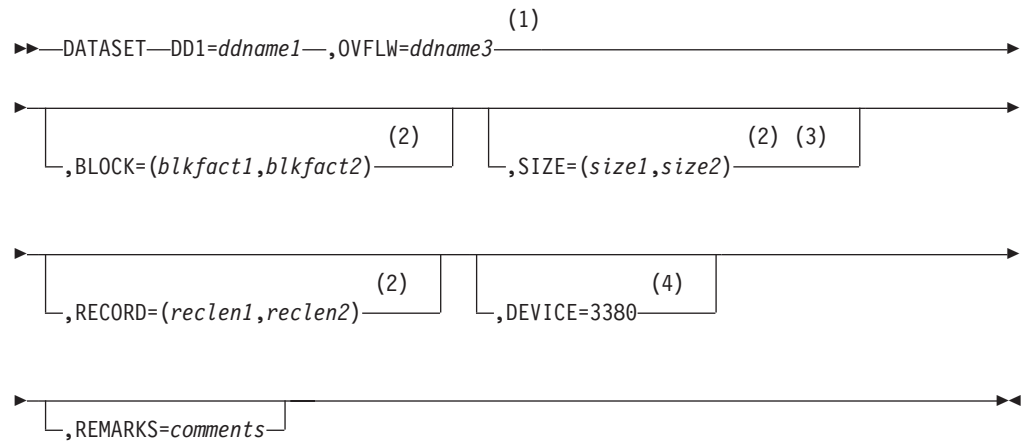 (1)
DATASET DD1=ddname1 ,OVFLW=ddname3
(2) (2) (3)
,BLOCK=(blkfact1,blkfact2) ,SIZE=(size1,size2)
(2) (4)
,RECORD=(reclen1,reclen2) ,DEVICE=3380
,REMARKS=comments